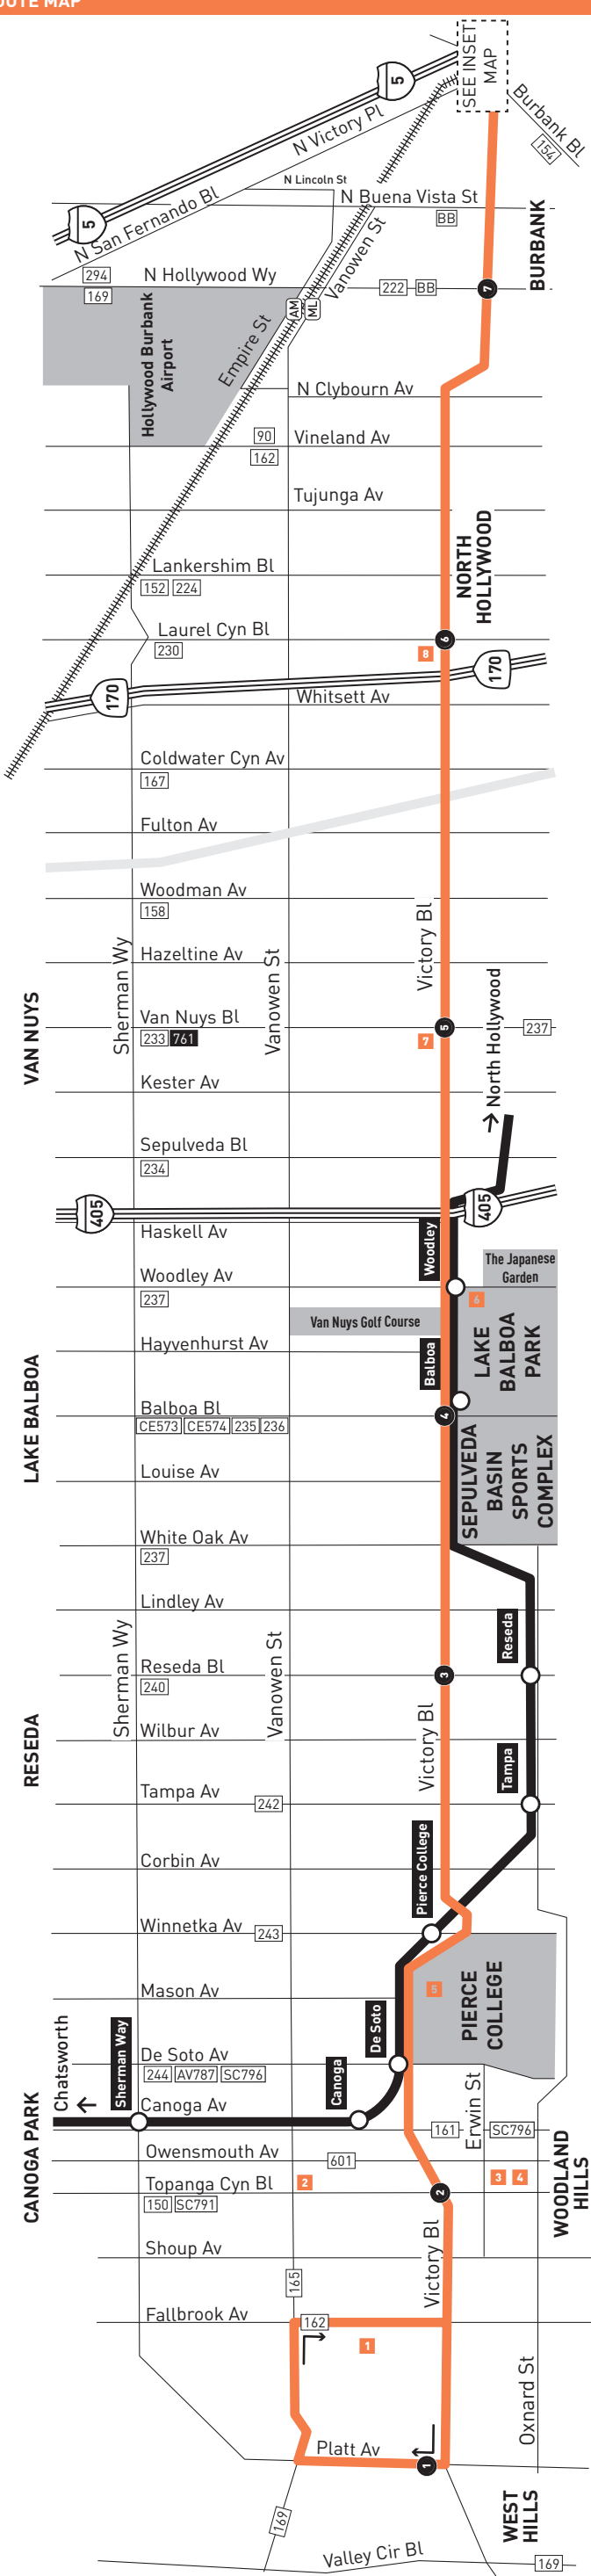 ROUTE MAP
SEE INSET
MAP
5
N Victory Pl
Burbank Bl
154
N Lincoln St
N Buena Vista St
BB
5
N San Fernando Bl
Vanowen St
BURBANK
294
N Hollywood Wy
169
222
BB
7
AM
ML
Hollywood Burbank
Airport
Empire St
N Clybourn Av
90
Vineland Av
162
Tujunga Av
NORTH
HOLLYWOOD
Lankershim Bl
152
224
Laurel Cyn Bl
230
6
8
170
170
Whitsett Av
Coldwater Cyn Av
167
Fulton Av
Woodman Av
158
Victory Bl
Hazeltine Av
Sherman Wy
Vanowen St
North Hollywood
VAN NUYS
Van Nuys Bl
233
761
5
7
237
Kester Av
Sepulveda Bl
234
405
405
Haskell Av
Woodley
The Japanese
Garden
Woodley Av
237
6
Van Nuys Golf Course
Hayvenhurst Av
Balboa
LAKE
BALBOA
PARK
LAKE BALBOA
Balboa Bl
CE573
CE574
235
236
4
SEPULVEDA
BASIN
SPORTS
COMPLEX
Louise Av
White Oak Av
237
Lindley Av
Reseda
Sherman Wy
Vanowen St
Reseda Bl
240
3
Victory Bl
RESEDA
Wilbur Av
Tampa
Tampa Av
242
Pierce College
Corbin Av
Winnetka Av
243
Mason Av
5
PIERCE
COLLEGE
Chatsworth
Sherman Way
De Soto
De Soto Av
244
AV787
SC796
Canoga
Erwin St
CANOGA PARK
Canoga Av
161
SC796
Owensmouth Av
601
WOODLAND
HILLS
Topanga Cyn Bl
2
3
4
150
SC791
2
Shoup Av
Victory Bl
165
Fallbrook Av
162
1
Oxnard St
Platt Av
1
WEST
HILLS
169
Valley Cir Bl
169